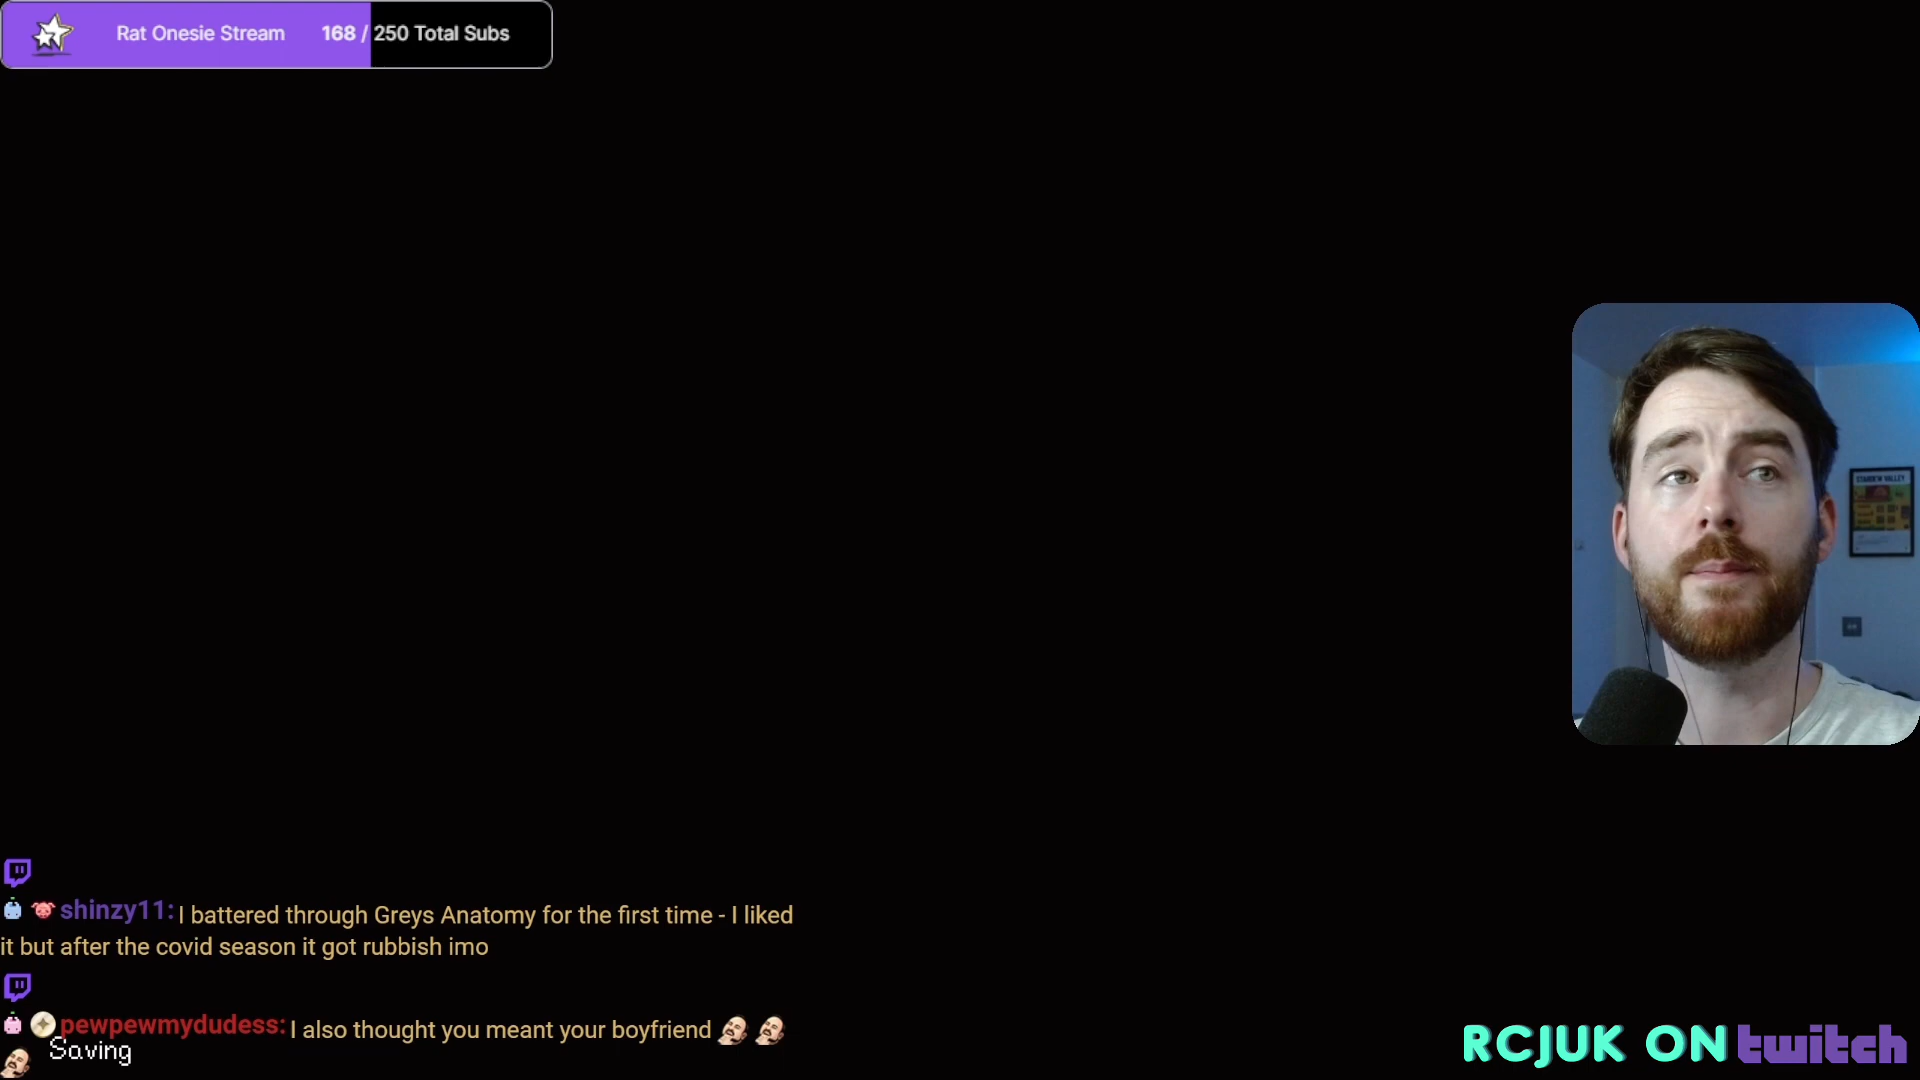 Rat Onesie Stream 168 / 250 Total Subs
STARDEW VALLEY
shinzy11: I battered through Greys Anatomy for the first time - I liked
it but after the covid season it got rubbish imo
pewpewmydudess: I also thought you meant your boyfriend
Saving
RCJUK ON twitch